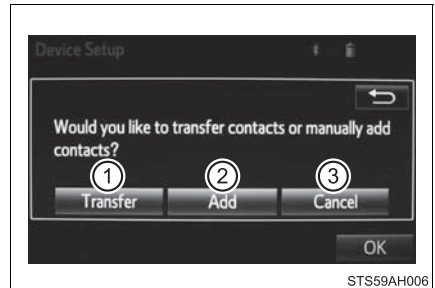 Device Setup
Would you like to transfer contacts or manually add
contacts?
1 2 3
Transfer Add Cancel
OK
STS59AH006